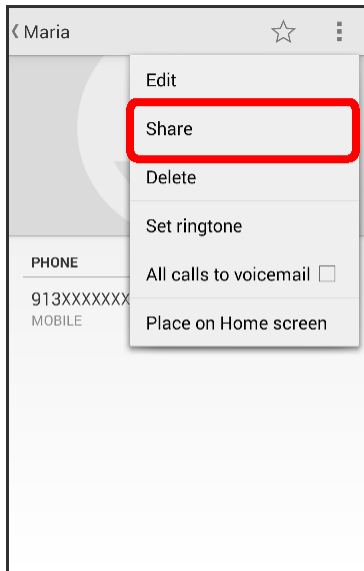 Maria
Edit
Share
Delete
Set ringtone
All calls to voicemail
Place on Home screen
PHONE
913XXXXXXX
MOBILE